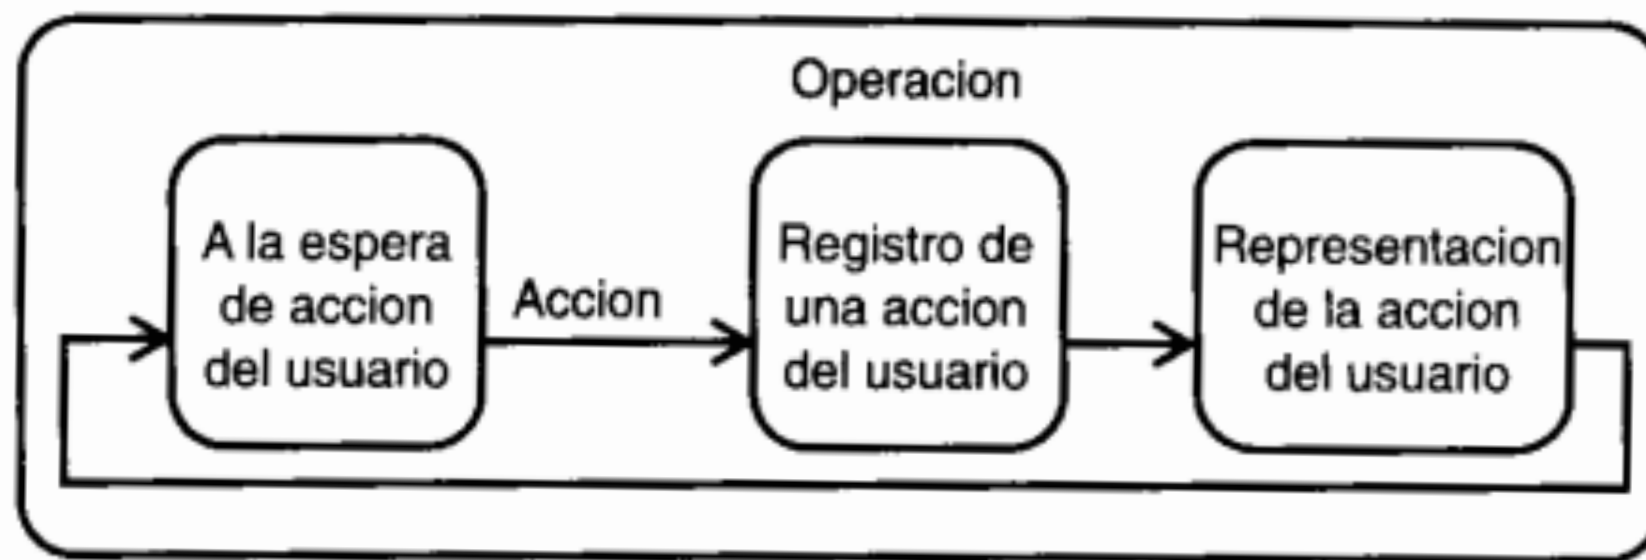 Operacion
A la espera
de accion
del usuario
Accion
Registro de
una accion
del usuario
Representacion
de la accion
del usuario